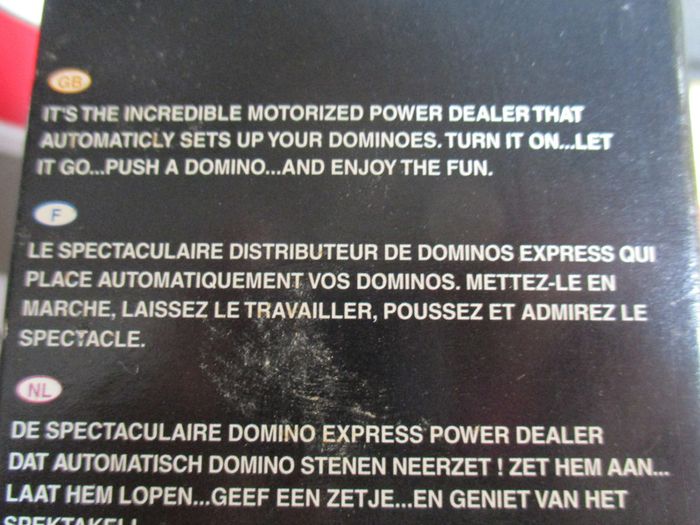 GB
IT'S THE INCREDIBLE MOTORIZED POWER DEALER THAT
AUTOMATICLY SETS UP YOUR DOMINOES. TURN IT ON...LET
IT GO...PUSH A DOMINO...AND ENJOY THE FUN.
F
LE SPECTACULAIRE DISTRIBUTEUR DE DOMINOS EXPRESS QUI
PLACE AUTOMATIQUEMENT VOS DOMINOS. METTEZ-LE EN
MARCHE, LAISSEZ LE TRAVAILLER, POUSSEZ ET ADMIREZ LE
SPECTACLE.
NL
DE SPECTACULAIRE DOMINO EXPRESS POWER DEALER
DAT AUTOMATISCH DOMINO STENEN NEERZET ! ZET HEM AAN...
LAAT HEM LOPEN...GEEF EEN ZETJE...EN GENIET VAN HET
SPEKTAKEL!